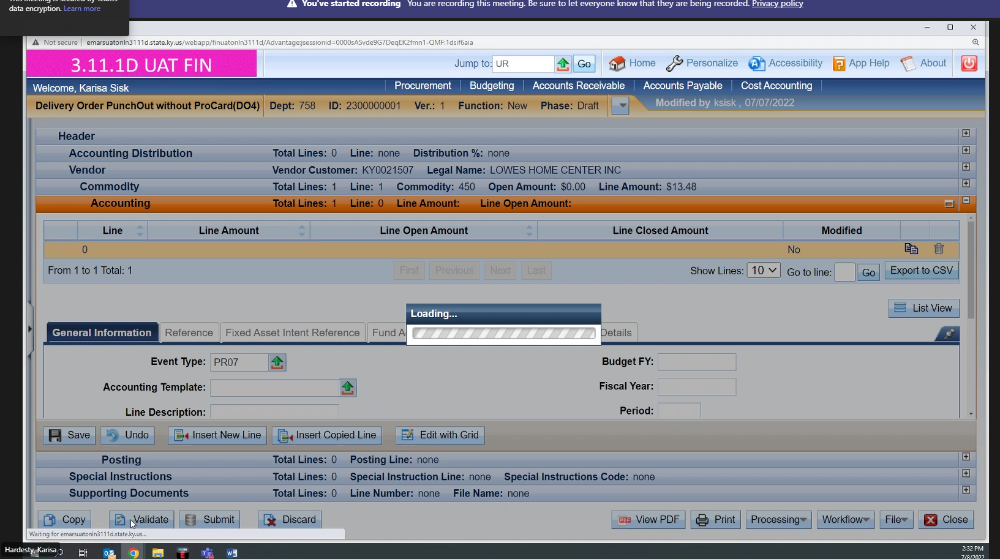 This meeting is secured by Teams
data encryption. Learn more
You've started recording You are recording this meeting. Be sure to let everyone know that they are being recorded. Privacy policy
Not secure emarsuatonln3111d.state.ky.us/webapp/finuatonln3111d/Advantage;jsessionid=0000sASvde9G7DeqEK2fmn1-QMF:1dsif6aia
3.11.1D UAT FIN
Jump to: UR Go Home Personalize Accessibility App Help About
Welcome, Karisa Sisk Procurement Budgeting Accounts Receivable Accounts Payable Cost Accounting
Delivery Order PunchOut without ProCard(DO4) Dept: 758 ID: 2300000001 Ver.: 1 Function: New Phase: Draft Modified by ksisk , 07/07/2022
Header
Accounting Distribution Total Lines: 0 Line: none Distribution %: none
Vendor Vendor Customer: KY0021507 Legal Name: LOWES HOME CENTER INC
Commodity Total Lines: 1 Line: 1 Commodity: 450 Open Amount: $0.00 Line Amount: $13.48
Accounting Total Lines: 1 Line: 0 Line Amount: Line Open Amount:
Line Line Amount Line Open Amount Line Closed Amount Modified
0 No
From 1 to 1 Total: 1 First Previous Next Last Show Lines: 10 Go to line: Go Export to CSV
List View
Loading...
General Information Reference Fixed Asset Intent Reference Fund A Details
Event Type: PR07 Budget FY:
Accounting Template: Fiscal Year:
Line Description: Period:
Save Undo Insert New Line Insert Copied Line Edit with Grid
Posting Total Lines: 0 Posting Line: none
Special Instructions Total Lines: 0 Special Instruction Line: none Special Instructions Code: none
Supporting Documents Total Lines: 0 Line Number: none File Name: none
Copy Validate Submit Discard View PDF Print Processing Workflow File Close
Waiting for emarsuatonln3111d.state.ky.us...
Hardesty, Karisa
2:32 PM
7/8/2022